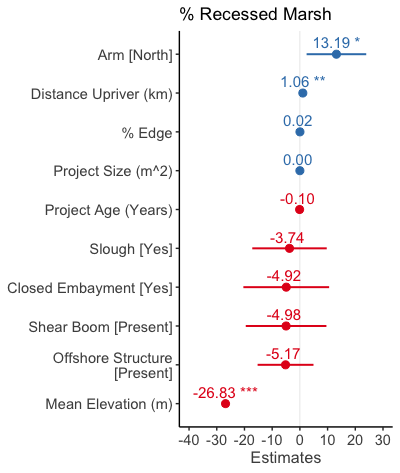 % Recessed Marsh
Arm [North]
13.19 *
Distance Upriver (km)
1.06 **
% Edge
0.02
Project Size (m^2)
0.00
Project Age (Years)
-0.10
Slough [Yes]
-3.74
Closed Embayment [Yes]
-4.92
Shear Boom [Present]
-4.98
Offshore Structure
[Present]
-5.17
Mean Elevation (m)
-26.83 ***
-40 -30 -20 -10 0 10 20 30
Estimates